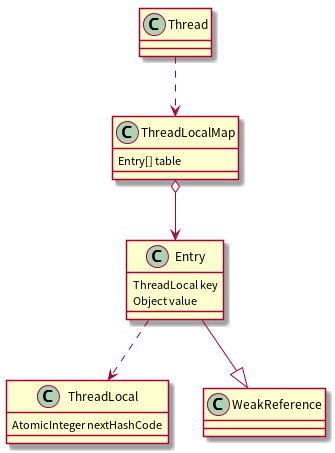 C Thread
C ThreadLocalMap
Entry[] table
C Entry
ThreadLocal key
Object value
C ThreadLocal
AtomicInteger nextHashCode
C WeakReference